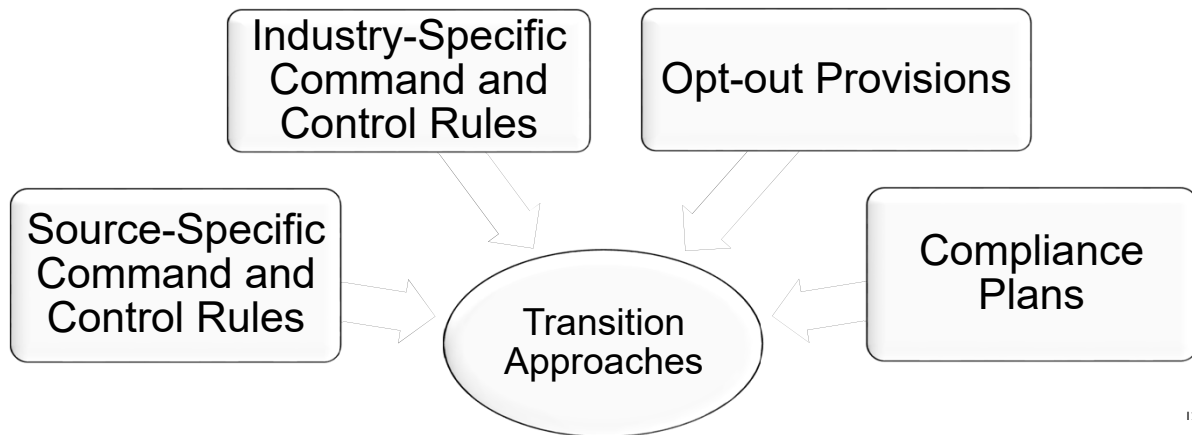 Industry-Specific
Command and
Control Rules
Opt-out Provisions
Source-Specific
Command and
Control Rules
Compliance
Plans
Transition
Approaches